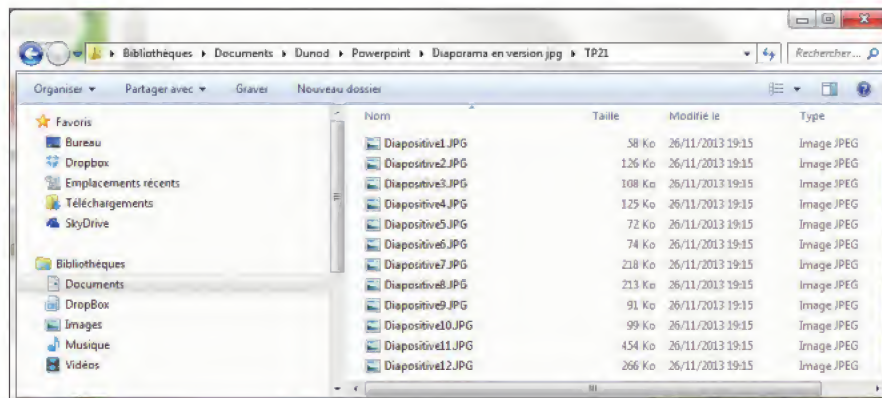 Bibliothèques ▸ Documents ▸ Dunod ▸ Powerpoint ▸ Diaporama en version jpg ▸ TP21
Rechercher ...
Organiser Partager avec Graver Nouveau dossier
Favoris
Bureau
Dropbox
Emplacements récents
Téléchargements
SkyDrive
Bibliothèques
Documents
DropBox
Images
Musique
Vidéos
Nom Taille Modifié le Type
Diapositive1.JPG 58 Ko 26/11/2013 19:15 Image JPEG
Diapositive2.JPG 126 Ko 26/11/2013 19:15 Image JPEG
Diapositive3.JPG 108 Ko 26/11/2013 19:15 Image JPEG
Diapositive4.JPG 125 Ko 26/11/2013 19:15 Image JPEG
Diapositive5.JPG 72 Ko 26/11/2013 19:15 Image JPEG
Diapositive6.JPG 74 Ko 26/11/2013 19:15 Image JPEG
Diapositive7.JPG 218 Ko 26/11/2013 19:15 Image JPEG
Diapositive8.JPG 213 Ko 26/11/2013 19:15 Image JPEG
Diapositive9.JPG 91 Ko 26/11/2013 19:15 Image JPEG
Diapositive10.JPG 99 Ko 26/11/2013 19:15 Image JPEG
Diapositive11.JPG 454 Ko 26/11/2013 19:15 Image JPEG
Diapositive12.JPG 266 Ko 26/11/2013 19:15 Image JPEG